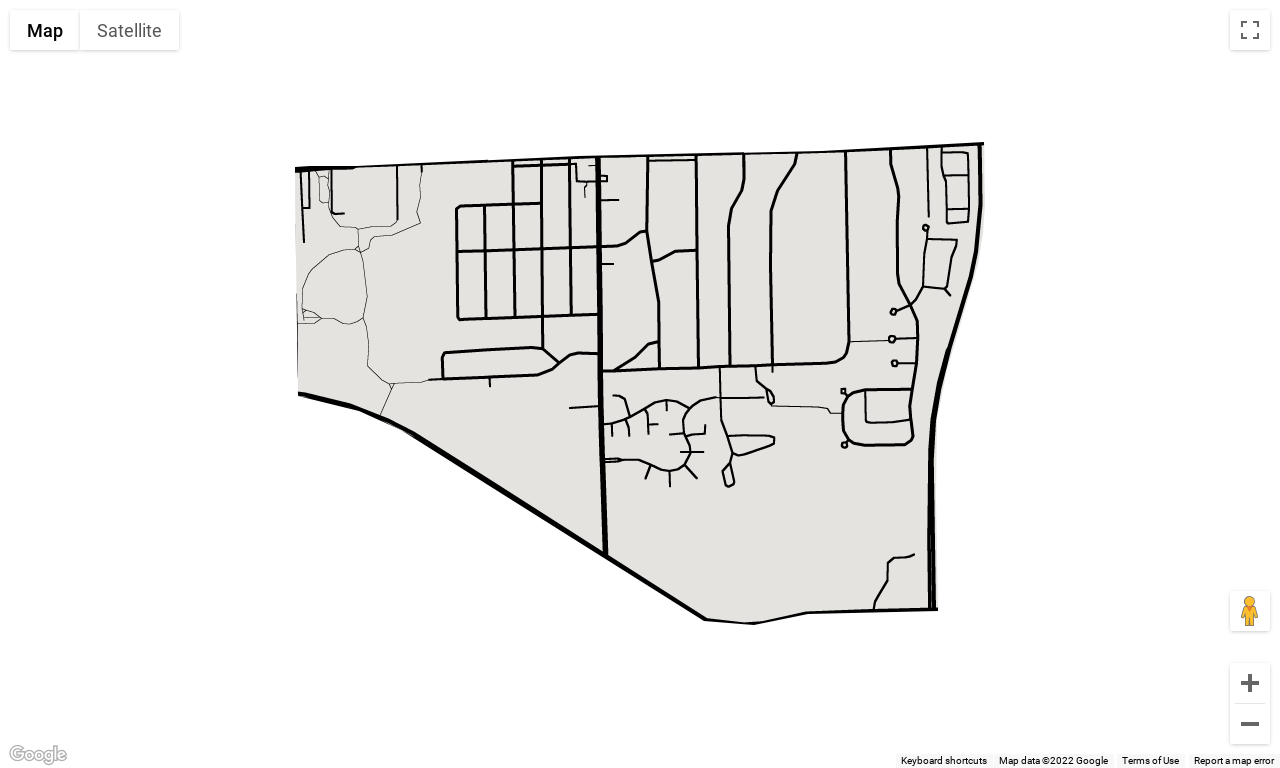 Map Satellite
Google
Keyboard shortcuts Map data ©2022 Google Terms of Use Report a map error